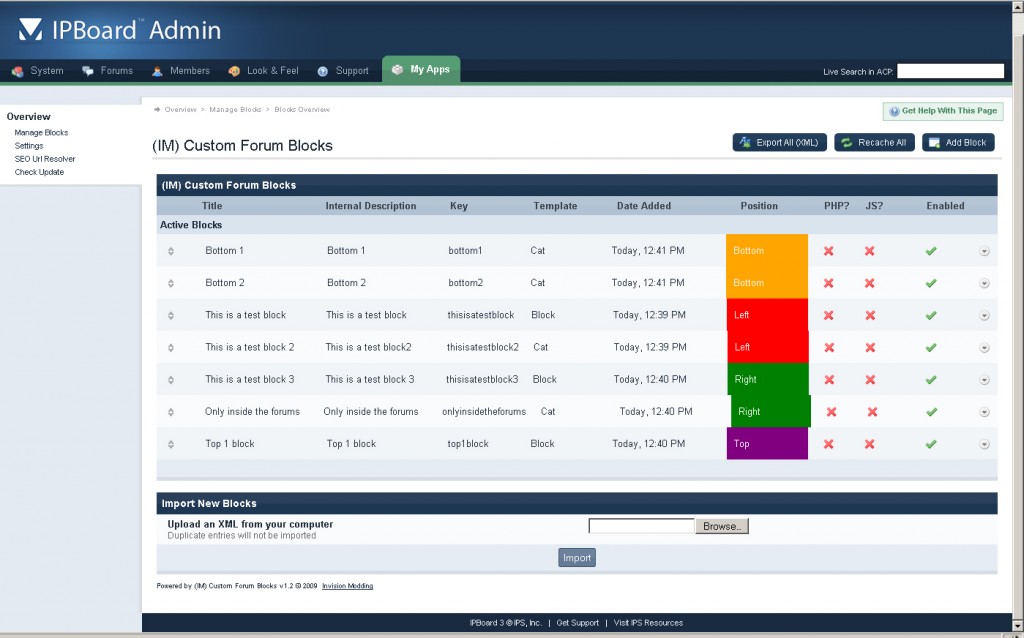 IPBoard™ Admin
System Forums Members Look & Feel Support My Apps Live Search in ACP:
Overview
Manage Blocks
Settings
SEO Url Resolver
Check Update
Overview > Manage Blocks > Blocks Overview
Get Help With This Page
(IM) Custom Forum Blocks
Export All (XML) Recache All Add Block
(IM) Custom Forum Blocks
Title Internal Description Key Template Date Added Position PHP? JS? Enabled
Active Blocks
Bottom 1 Bottom 1 bottom1 Cat Today, 12:41 PM Bottom
Bottom 2 Bottom 2 bottom2 Cat Today, 12:41 PM Bottom
This is a test block This is a test block thisisatestblock Block Today, 12:39 PM Left
This is a test block 2 This is a test block2 thisisatestblock2 Cat Today, 12:39 PM Left
This is a test block 3 This is a test block 3 thisisatestblock3 Block Today, 12:40 PM Right
Only inside the forums Only inside the forums onlyinsidetheforums Cat Today, 12:40 PM Right
Top 1 block Top 1 block top1block Block Today, 12:40 PM Top
Import New Blocks
Upload an XML from your computer
Duplicate entries will not be imported
Browse...
Import
Powered by (IM) Custom Forum Blocks v1.2 © 2009 Invision Modding
IPBoard 3 © IPS, Inc. | Get Support | Visit IPS Resources